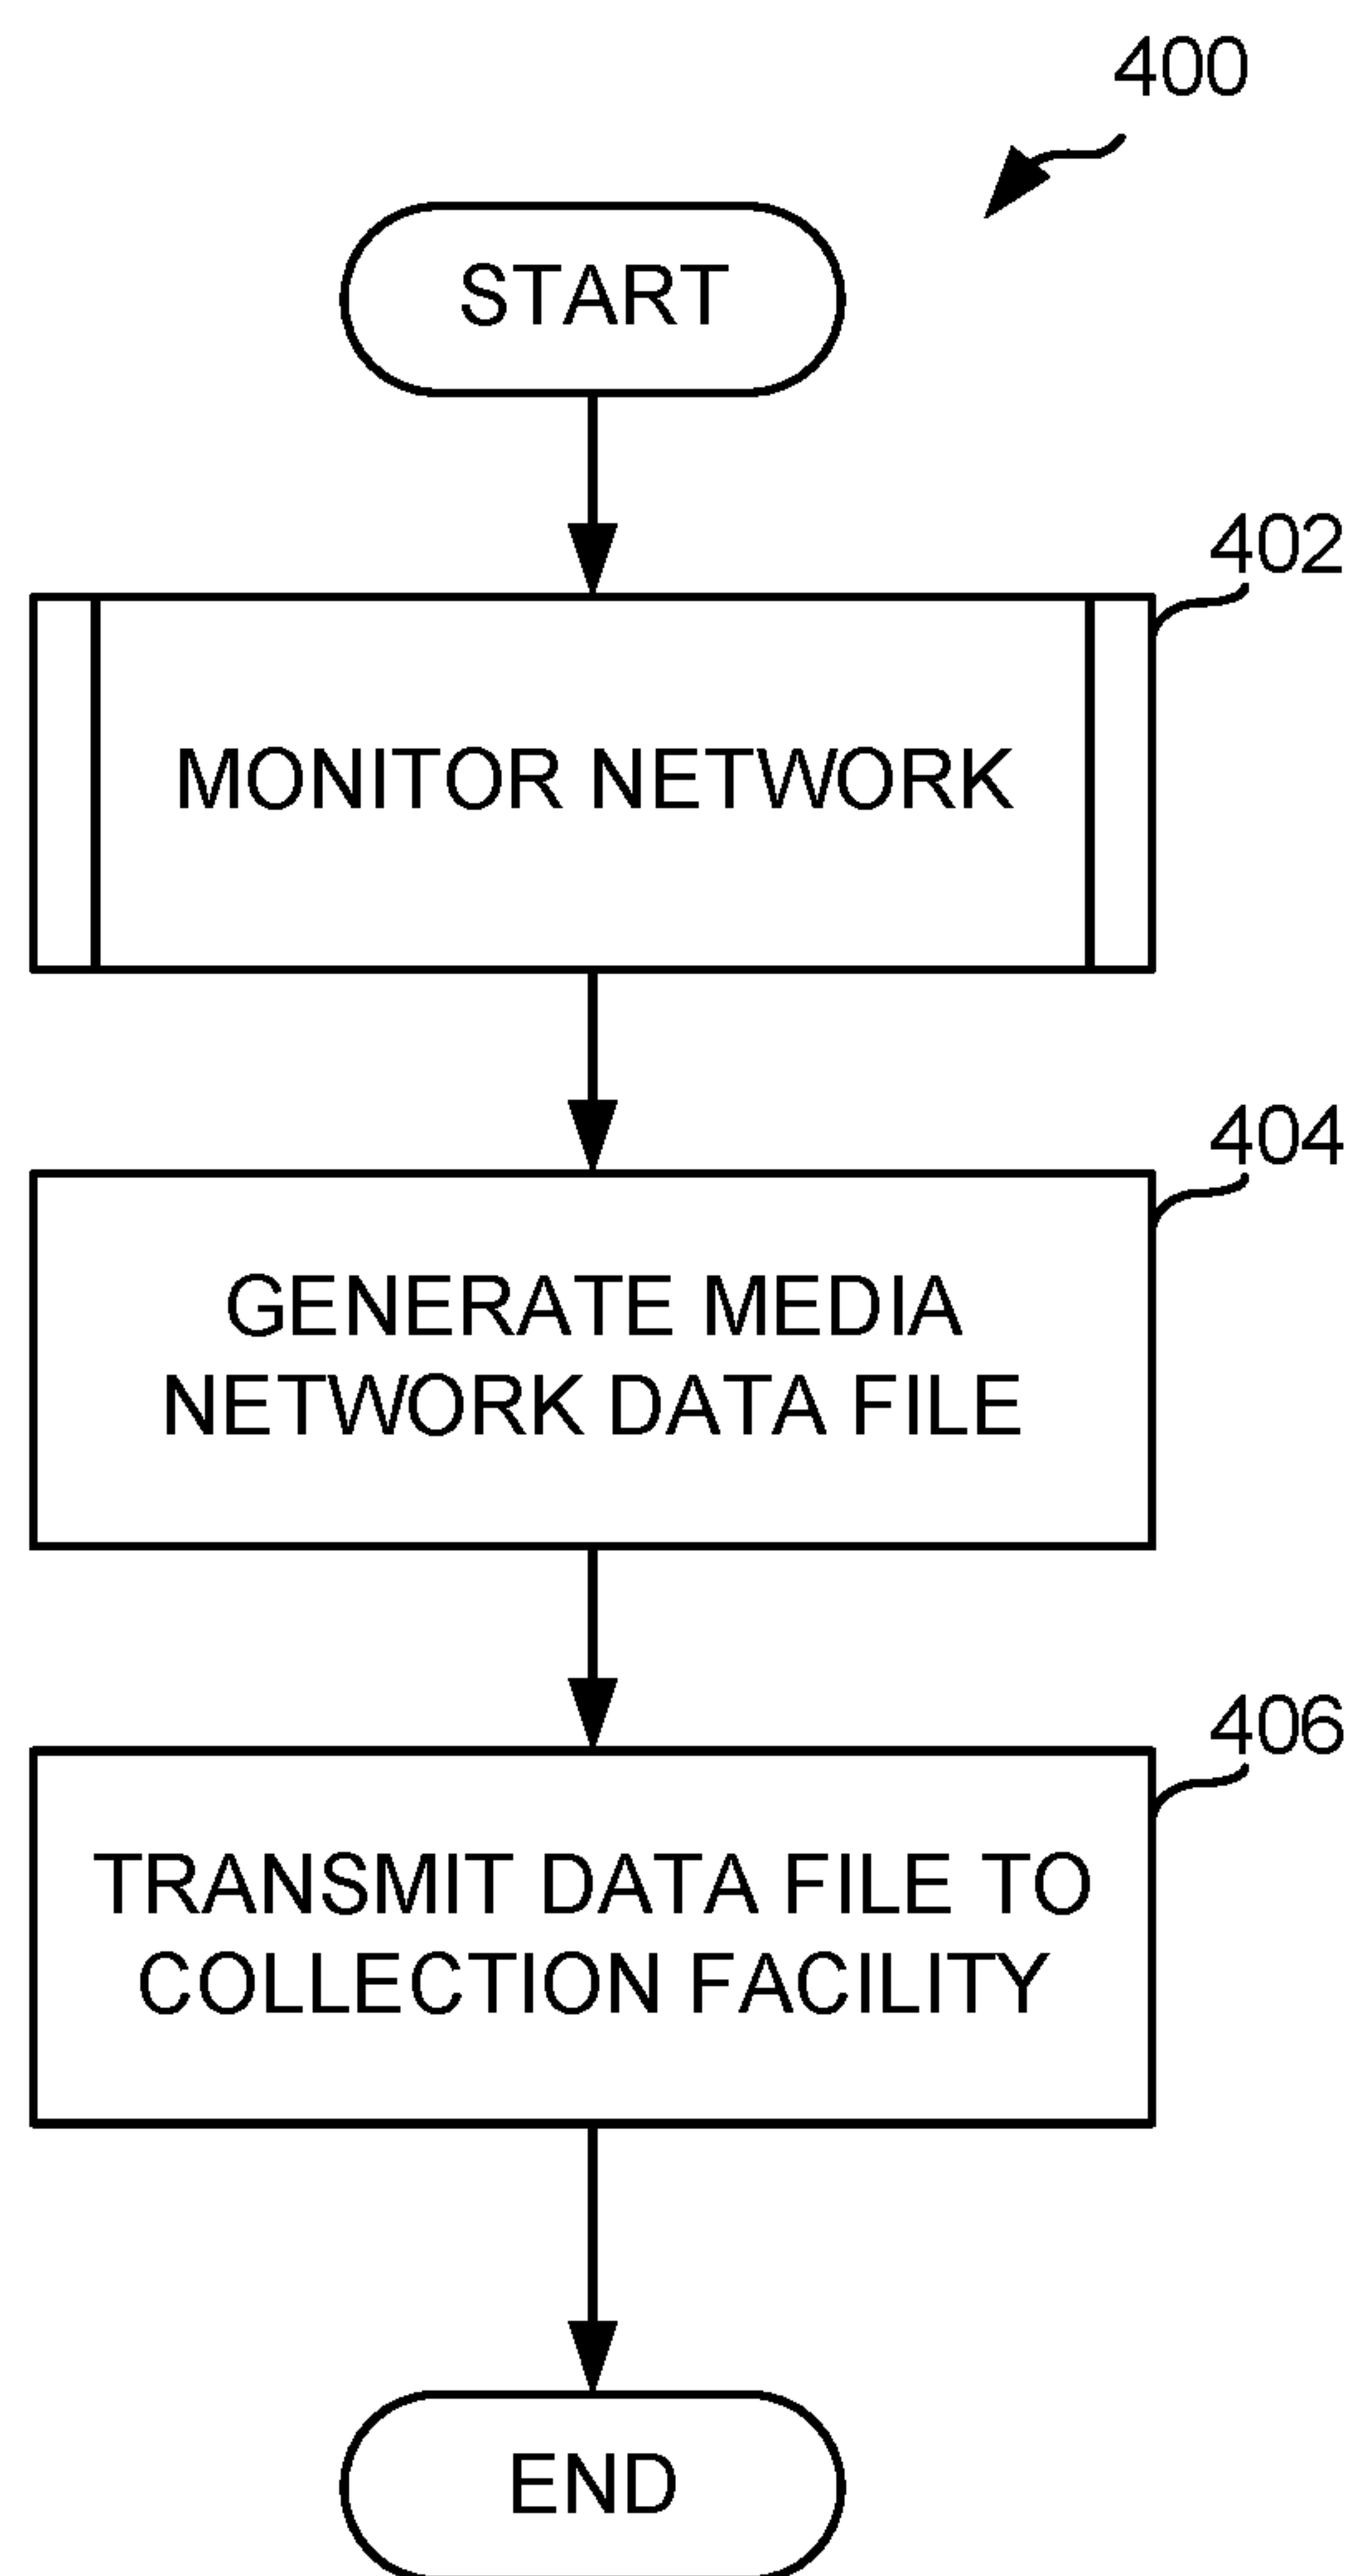 400
START
402
MONITOR NETWORK
404
GENERATE MEDIA
NETWORK DATA FILE
406
TRANSMIT DATA FILE TO
COLLECTION FACILITY
END